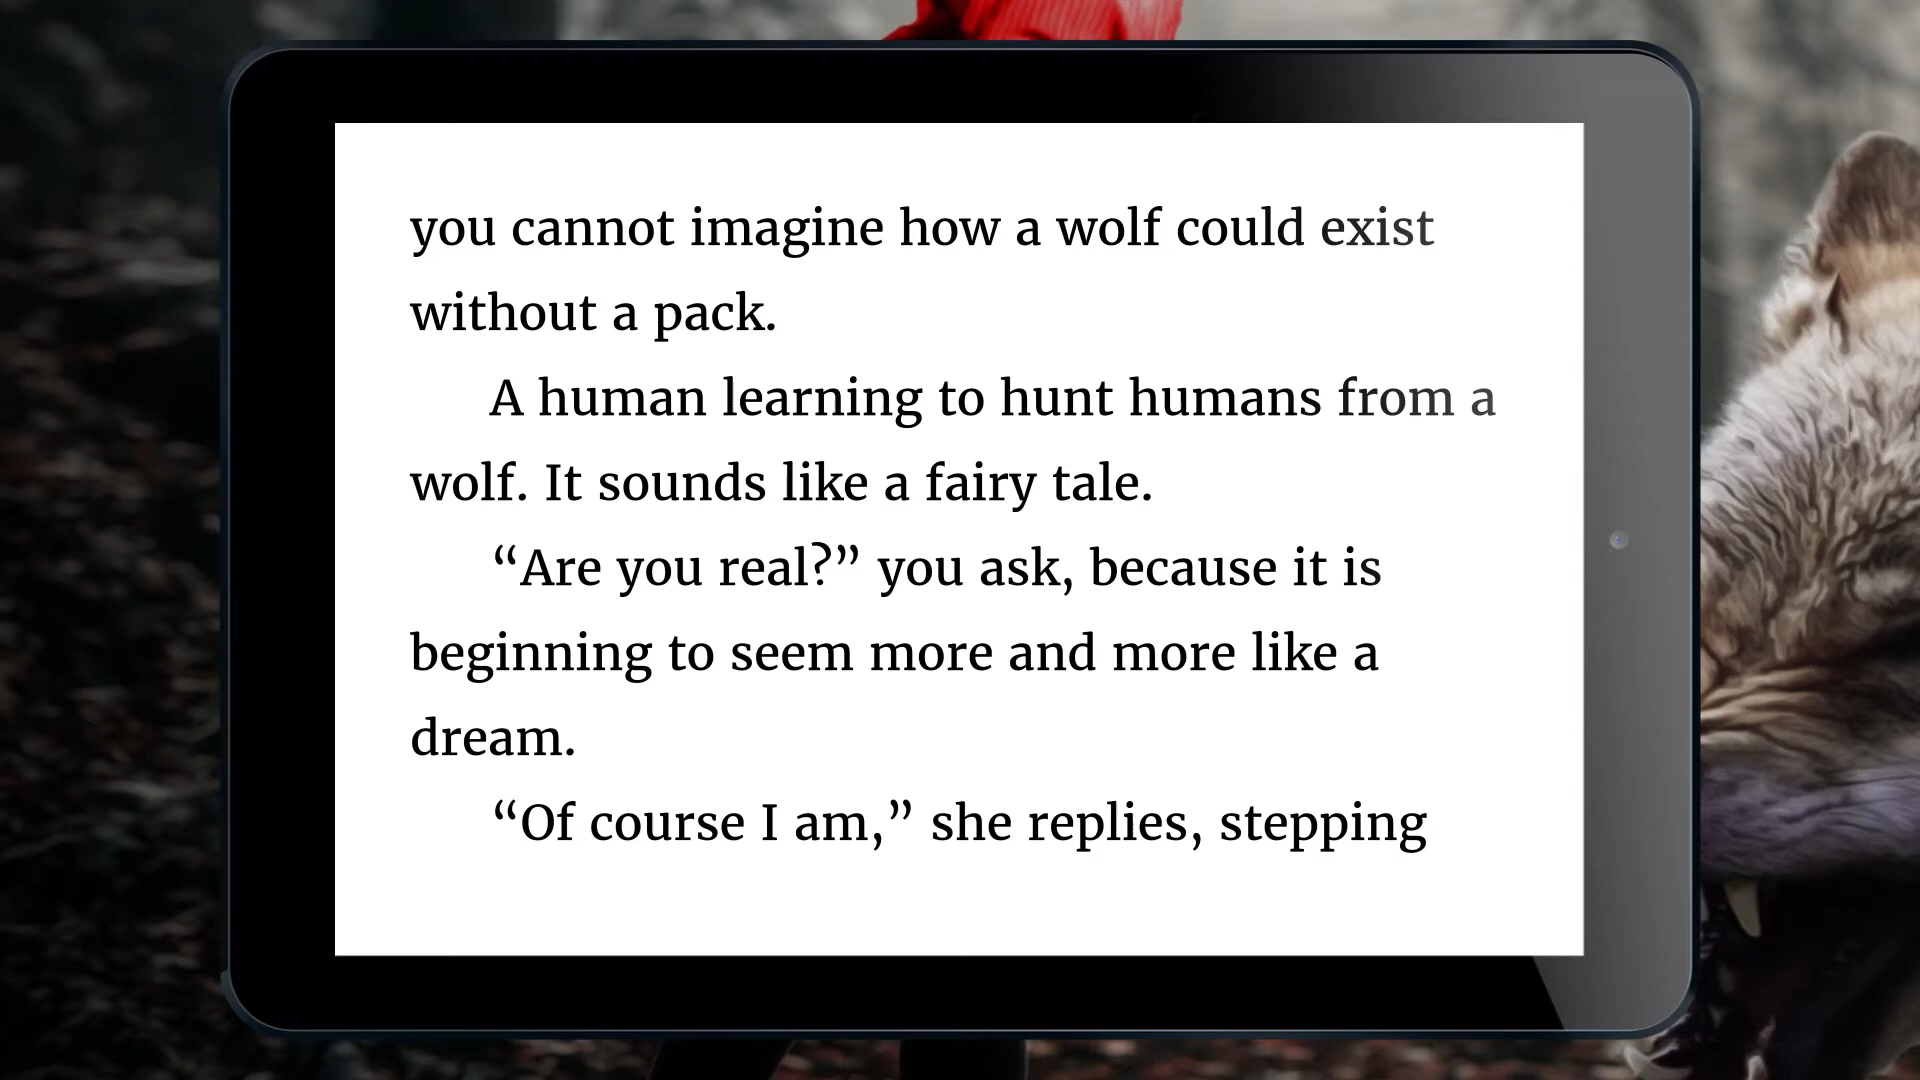 you cannot imagine how a wolf could exist
without a pack.
A human learning to hunt humans from a
wolf. It sounds like a fairy tale.
“Are you real?” you ask, because it is
beginning to seem more and more like a
dream.
“Of course I am,” she replies, stepping